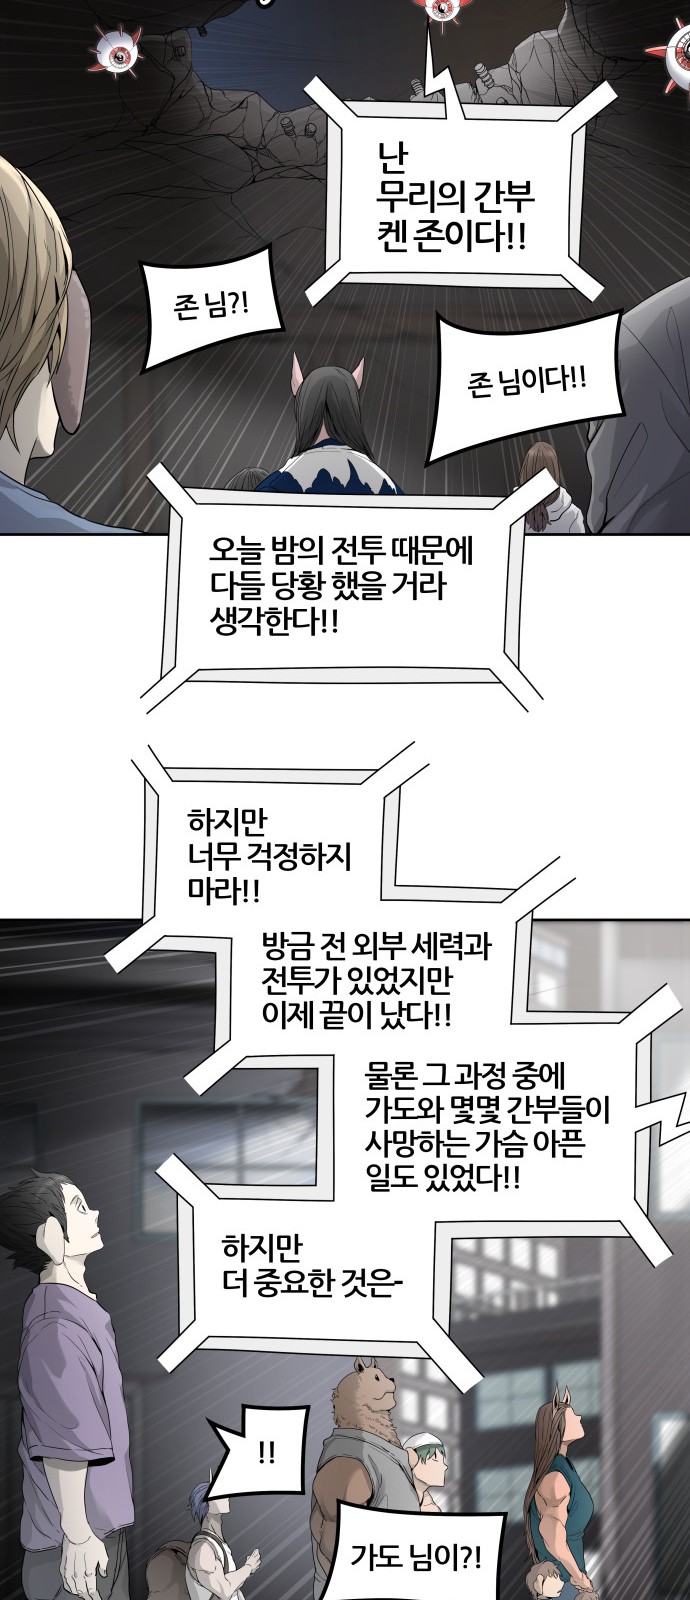 난
무리의 간부
켄 존이다!!
존 님?!
존 님이다!!
오늘 밤의 전투 때문에
다들 당황 했을 거라
생각한다!!
하지만
너무 걱정하지
마라!!
방금 전 외부 세력과
전투가 있었지만
이제 끝이 났다!!
물론 그 과정 중에
가도와 몇몇 간부들이
사망하는 가슴 아픈
일도 있었다!!
하지만
더 중요한 것은-
!!
가도 님이?!